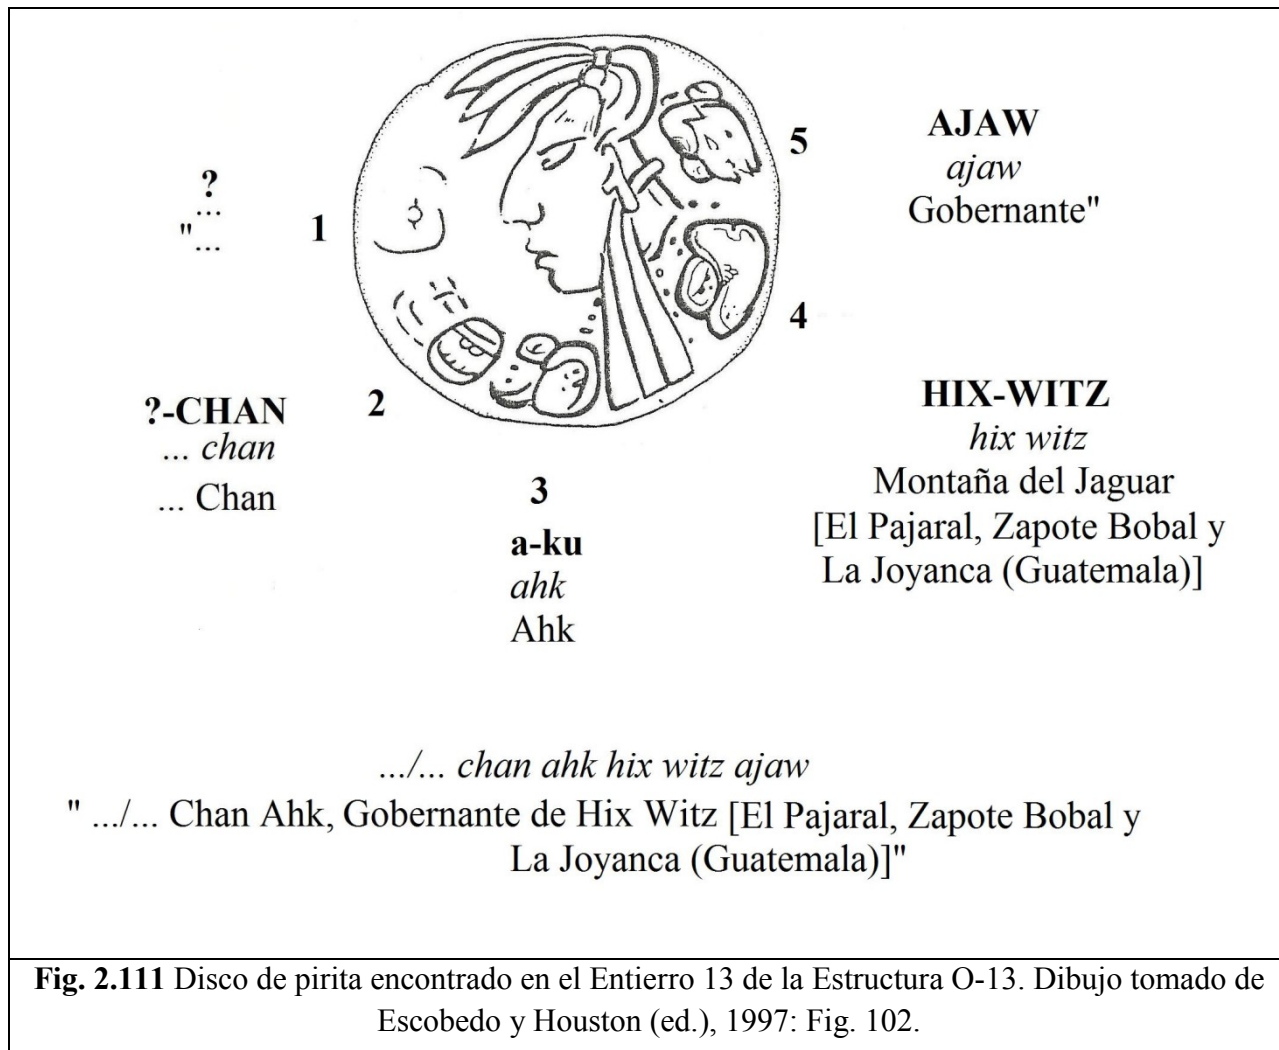 ?
...
"...
1
?-CHAN
... chan
... Chan
2
3
a-ku
ahk
Ahk
4
HIX-WITZ
hix witz
Montaña del Jaguar
[El Pajaral, Zapote Bobal y
La Joyanca (Guatemala)]
5
AJAW
ajaw
Gobernante"
.../... chan ahk hix witz ajaw
" .../... Chan Ahk, Gobernante de Hix Witz [El Pajaral, Zapote Bobal y
La Joyanca (Guatemala)]"
Fig. 2.111 Disco de pirita encontrado en el Entierro 13 de la Estructura O-13. Dibujo tomado de
Escobedo y Houston (ed.), 1997: Fig. 102.